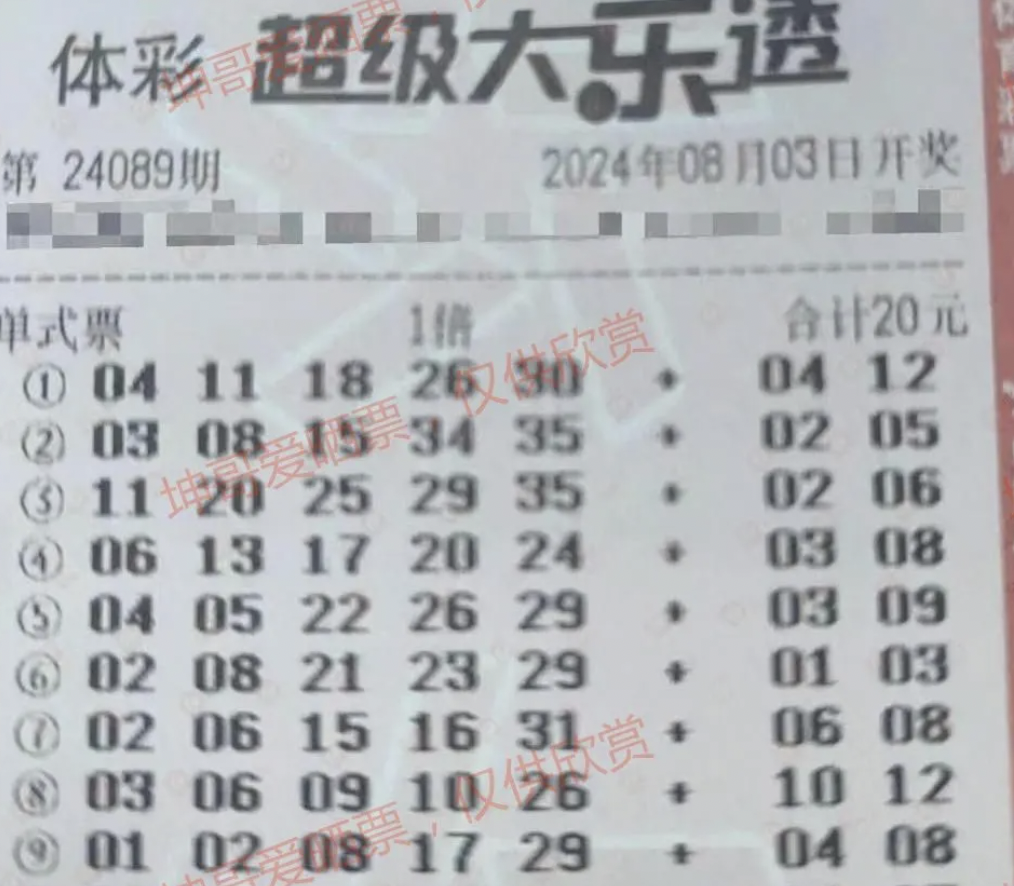 体彩 超级大乐透
第 24089期 2024年08月03日开奖
单式票 1倍 合计20元
① 04 11 18 26 30 + 04 12
② 03 08 15 34 35 + 02 05
③ 11 20 25 29 35 + 02 06
④ 06 13 17 20 24 + 03 08
⑤ 04 05 22 26 29 + 03 09
⑥ 02 08 21 23 29 + 01 03
⑦ 02 06 15 16 31 + 06 08
⑧ 03 06 09 10 26 + 10 12
⑨ 01 02 08 17 29 + 04 08
坤哥爱晒票,仅供欣赏
坤哥爱晒票,仅供欣赏
坤哥爱晒票,仅供欣赏